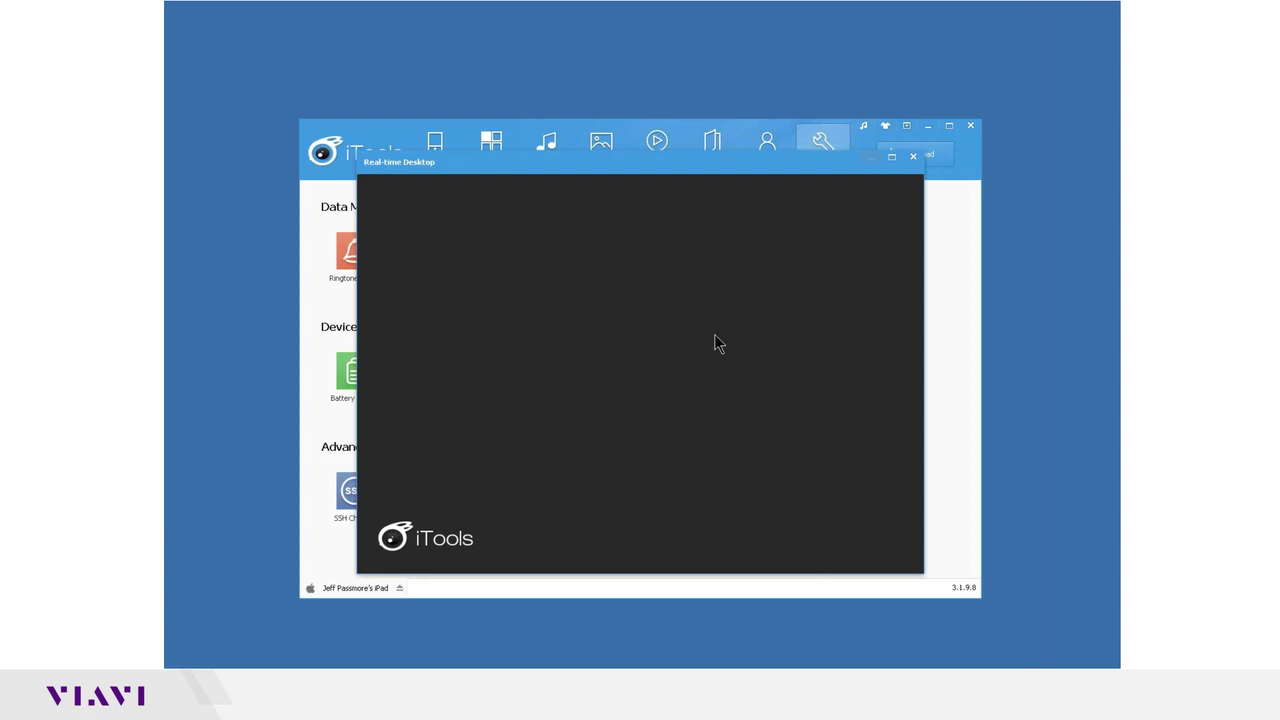 iTools
Real-time Desktop
Data M
Ringtone
Device
Battery
Advan
SSH Ch
iTools
Jeff Passmore's iPad
3.1.9.8
VIAVI